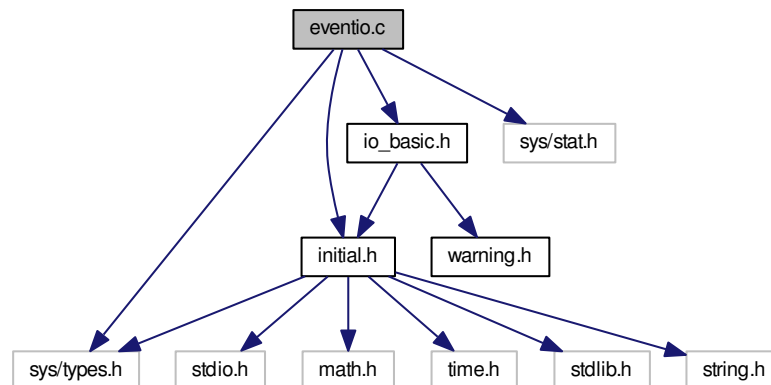 eventio.c
io_basic.h
sys/stat.h
initial.h
warning.h
sys/types.h
stdio.h
math.h
time.h
stdlib.h
string.h